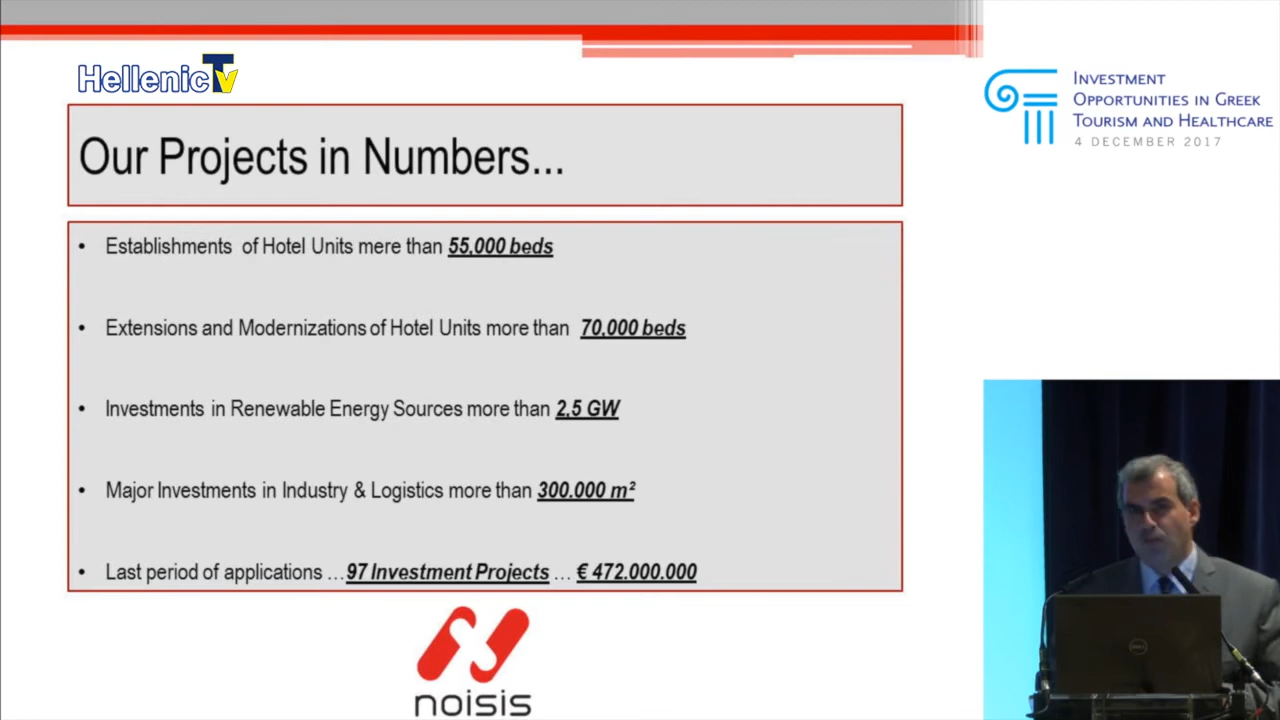 HellenicTv
INVESTMENT
OPPORTUNITIES IN GREEK
TOURISM AND HEALTHCARE
4 DECEMBER 2017
Our Projects in Numbers...
• Establishments of Hotel Units mere than 55,000 beds
• Extensions and Modernizations of Hotel Units more than 70,000 beds
• Investments in Renewable Energy Sources more than 2,5 GW
• Major Investments in Industry & Logistics more than 300.000 m²
• Last period of applications ...97 Investment Projects ... € 472.000.000
noisis
DELL